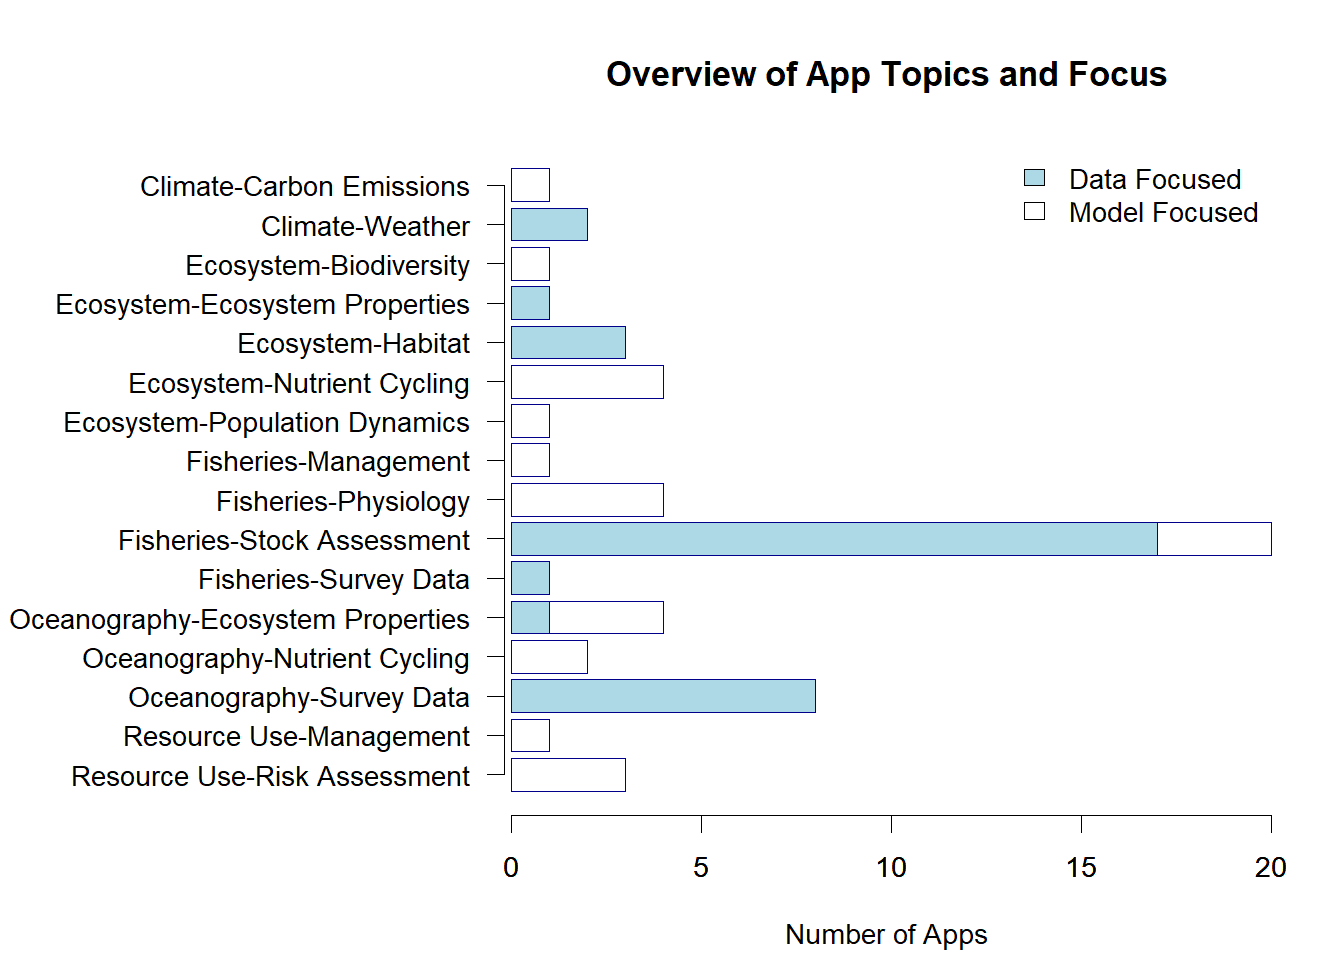 Overview of App Topics and Focus
Data Focused
Model Focused
Climate-Carbon Emissions
Climate-Weather
Ecosystem-Biodiversity
Ecosystem-Ecosystem Properties
Ecosystem-Habitat
Ecosystem-Nutrient Cycling
Ecosystem-Population Dynamics
Fisheries-Management
Fisheries-Physiology
Fisheries-Stock Assessment
Fisheries-Survey Data
Oceanography-Ecosystem Properties
Oceanography-Nutrient Cycling
Oceanography-Survey Data
Resource Use-Management
Resource Use-Risk Assessment
0 5 10 15 20
Number of Apps